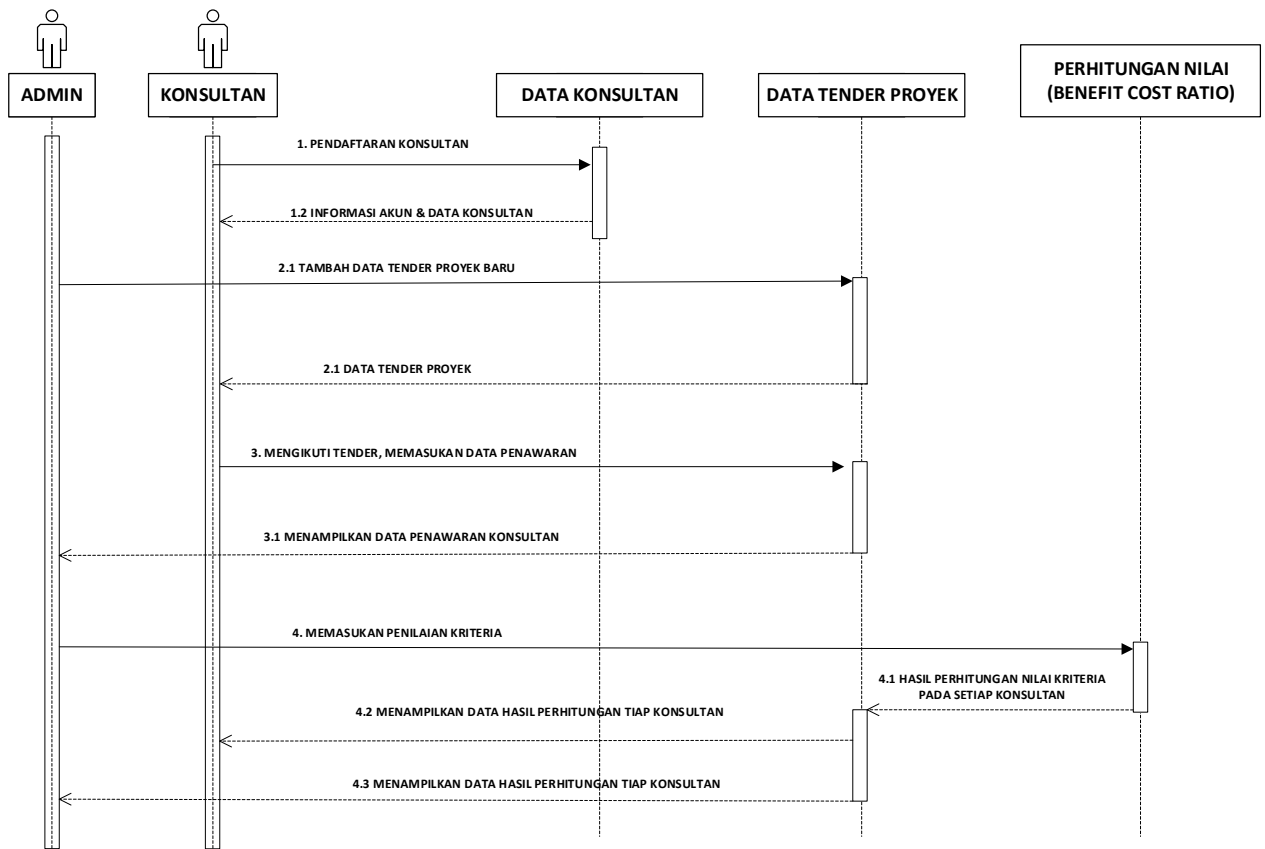 ADMIN
KONSULTAN
DATA KONSULTAN
DATA TENDER PROYEK
PERHITUNGAN NILAI
(BENEFIT COST RATIO)
1. PENDAFTARAN KONSULTAN
1.2 INFORMASI AKUN & DATA KONSULTAN
2.1 TAMBAH DATA TENDER PROYEK BARU
2.1 DATA TENDER PROYEK
3. MENGIKUTI TENDER, MEMASUKAN DATA PENAWARAN
3.1 MENAMPILKAN DATA PENAWARAN KONSULTAN
4. MEMASUKAN PENILAIAN KRITERIA
4.1 HASIL PERHITUNGAN NILAI KRITERIA
PADA SETIAP KONSULTAN
4.2 MENAMPILKAN DATA HASIL PERHITUNGAN TIAP KONSULTAN
4.3 MENAMPILKAN DATA HASIL PERHITUNGAN TIAP KONSULTAN